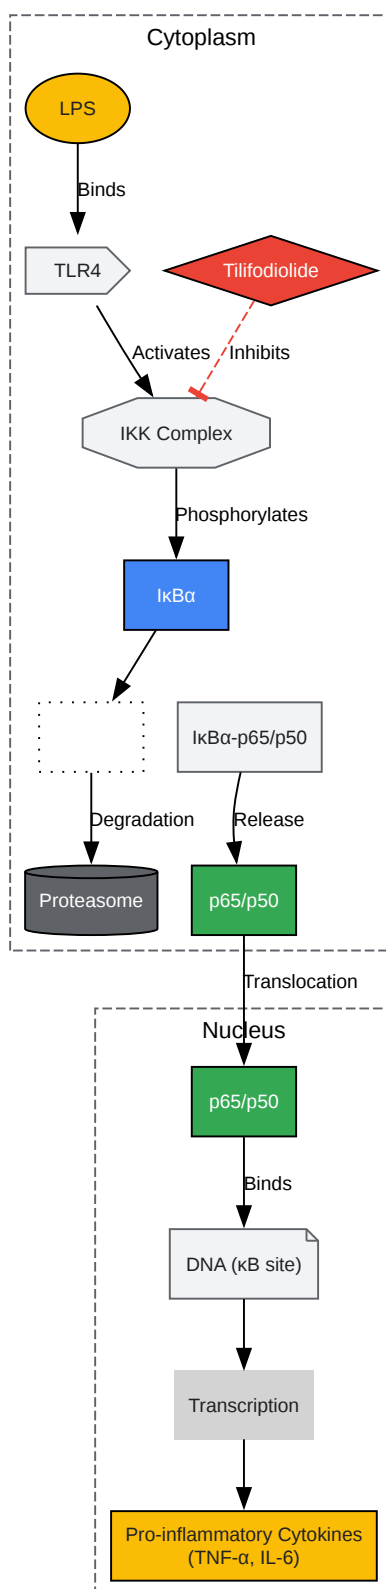 Cytoplasm
LPS
Binds
TLR4
Tilifodiolide
Activates
Inhibits
IKK Complex
Phosphorylates
IκBα
IκBα-p65/p50
Degradation
Release
Proteasome
p65/p50
Translocation
Nucleus
p65/p50
Binds
DNA (κB site)
Transcription
Pro-inflammatory Cytokines
(TNF-α, IL-6)